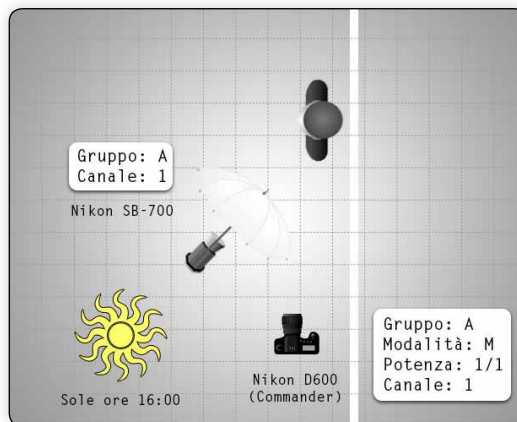 Gruppo: A
Canale: 1
Nikon SB-700
Sole ore 16:00
Nikon D600
(Commander)
Gruppo: A
Modalità: M
Potenza: 1/1
Canale: 1